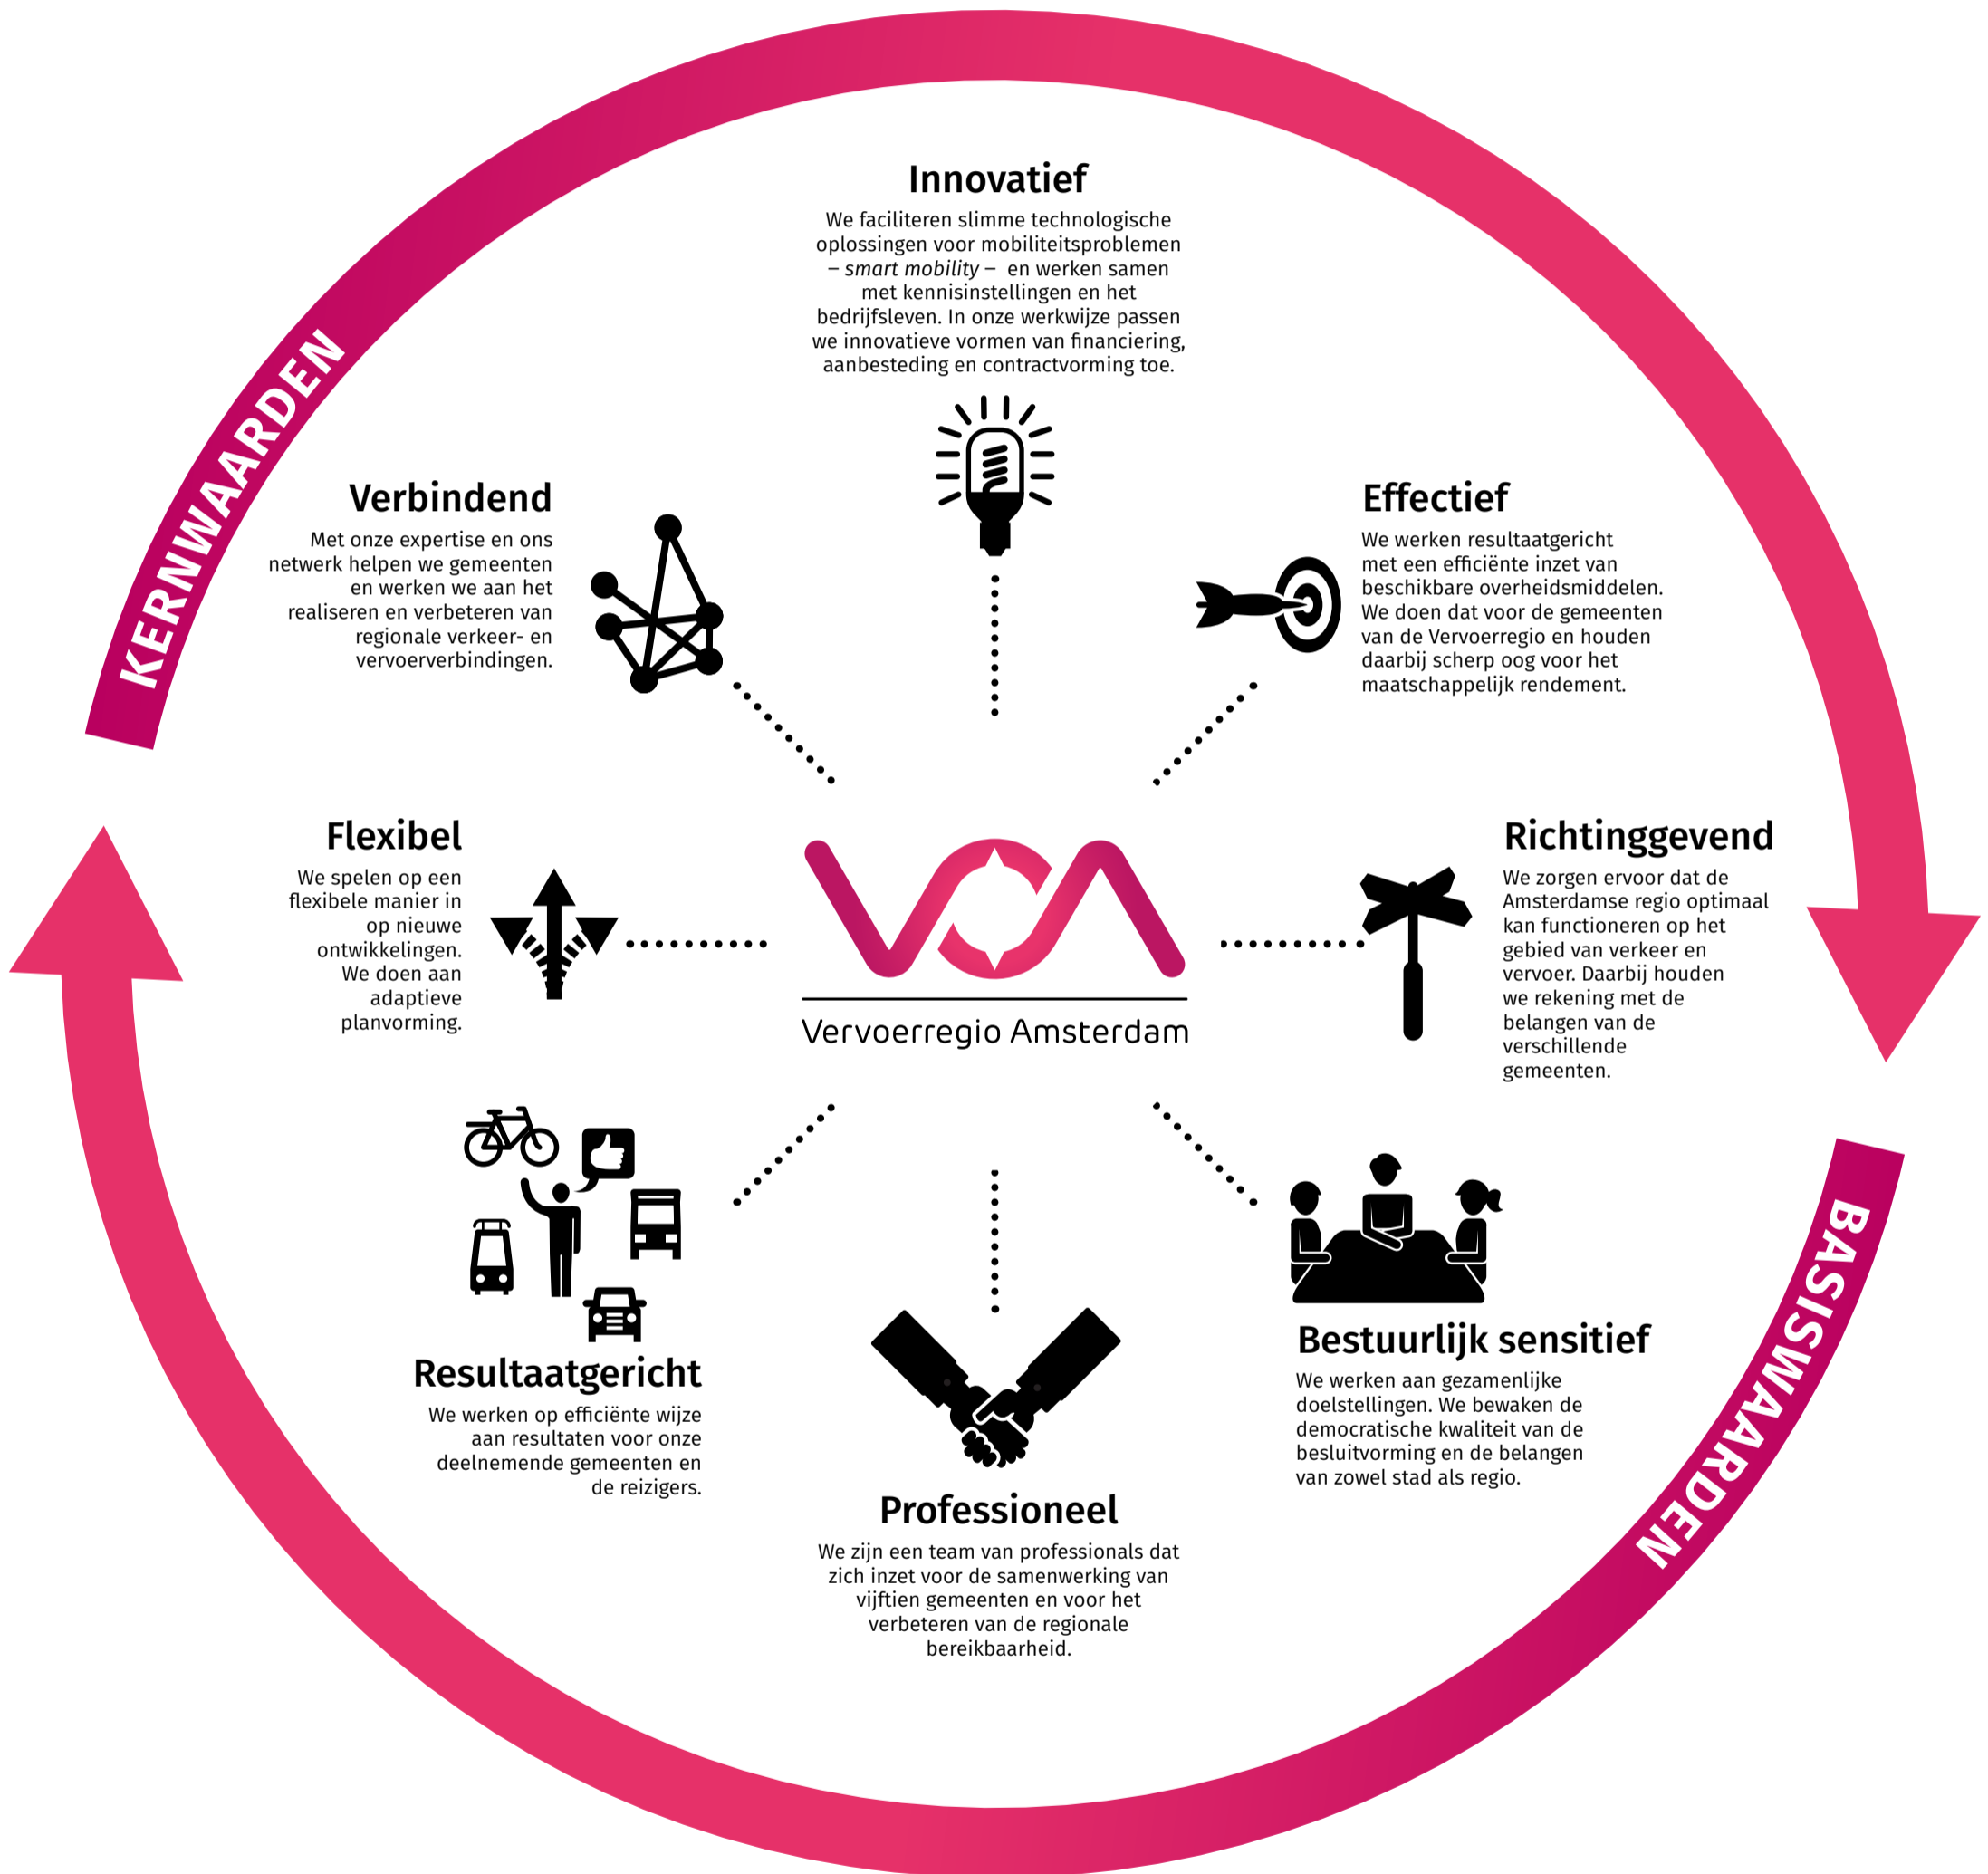 KERNWAARDEN
Innovatief
We faciliteren slimme technologische
oplossingen voor mobiliteitsproblemen
– smart mobility – en werken samen
met kennisinstellingen en het
bedrijfsleven. In onze werkwijze passen
we innovatieve vormen van financiering,
aanbesteding en contractvorming toe.
Verbindend
Met onze expertise en ons
netwerk helpen we gemeenten
en werken we aan het
realiseren en verbeteren van
regionale verkeer- en
vervoerverbindingen.
Effectief
We werken resultaatgericht
met een efficiënte inzet van
beschikbare overheidsmiddelen.
We doen dat voor de gemeenten
van de Vervoerregio en houden
daarbij scherp oog voor het
maatschappelijk rendement.
Flexibel
We spelen op een
flexibele manier in
op nieuwe
ontwikkelingen.
We doen aan
adaptieve
planvorming.
Vervoerregio Amsterdam
Richtinggevend
We zorgen ervoor dat de
Amsterdamse regio optimaal
kan functioneren op het
gebied van verkeer en
vervoer. Daarbij houden
we rekening met de
belangen van de
verschillende
gemeenten.
BASISWAARDEN
Resultaatgericht
We werken op efficiënte wijze
aan resultaten voor onze
deelnemende gemeenten en
de reizigers.
Professioneel
We zijn een team van professionals dat
zich inzet voor de samenwerking van
vijftien gemeenten en voor het
verbeteren van de regionale
bereikbaarheid.
Bestuurlijk sensitief
We werken aan gezamenlijke
doelstellingen. We bewaken de
democratische kwaliteit van de
besluitvorming en de belangen
van zowel stad als regio.